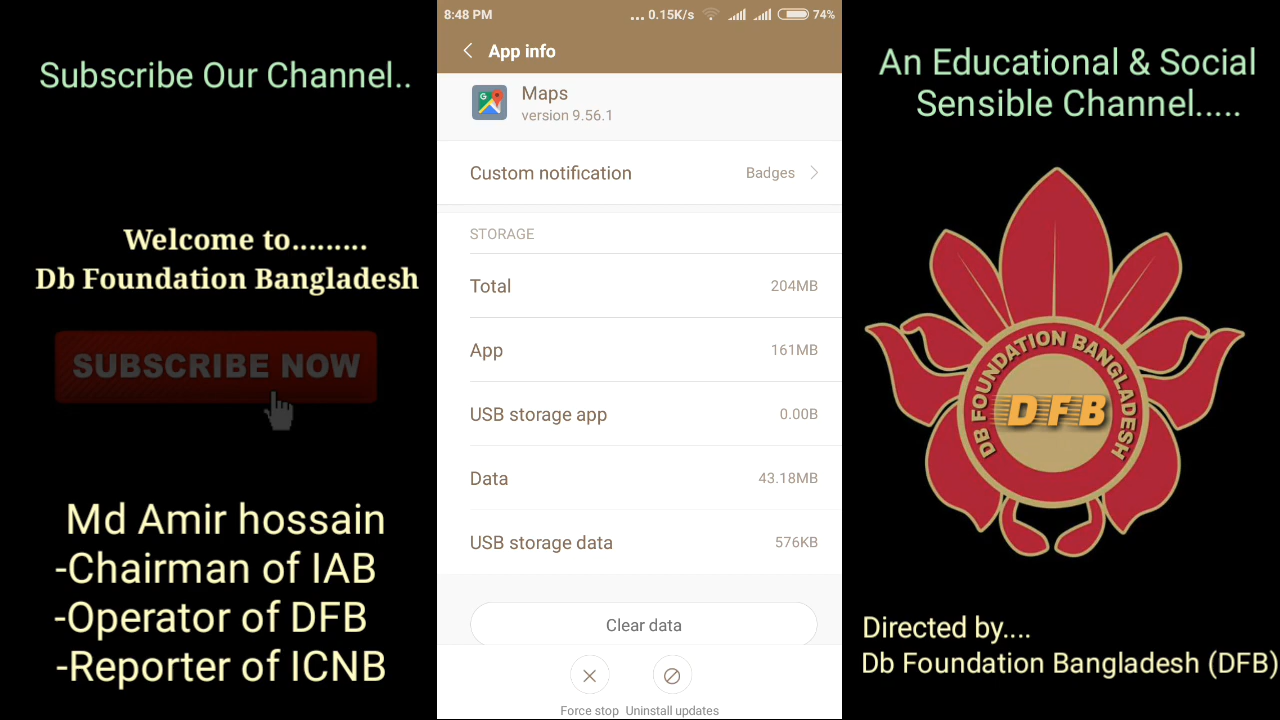 Subscribe Our Channel..
Welcome to.........
Db Foundation Bangladesh
SUBSCRIBE NOW
Md Amir hossain
-Chairman of IAB
-Operator of DFB
-Reporter of ICNB
8:48 PM
... 0.15K/s
74%
App info
Maps
version 9.56.1
Custom notification Badges
STORAGE
Total 204MB
App 161MB
USB storage app 0.00B
Data 43.18MB
USB storage data 576KB
Clear data
Force stop Uninstall updates
An Educational & Social
Sensible Channel.....
DB FOUNDATION BANGLADESH
DFB
Directed by....
Db Foundation Bangladesh (DFB)